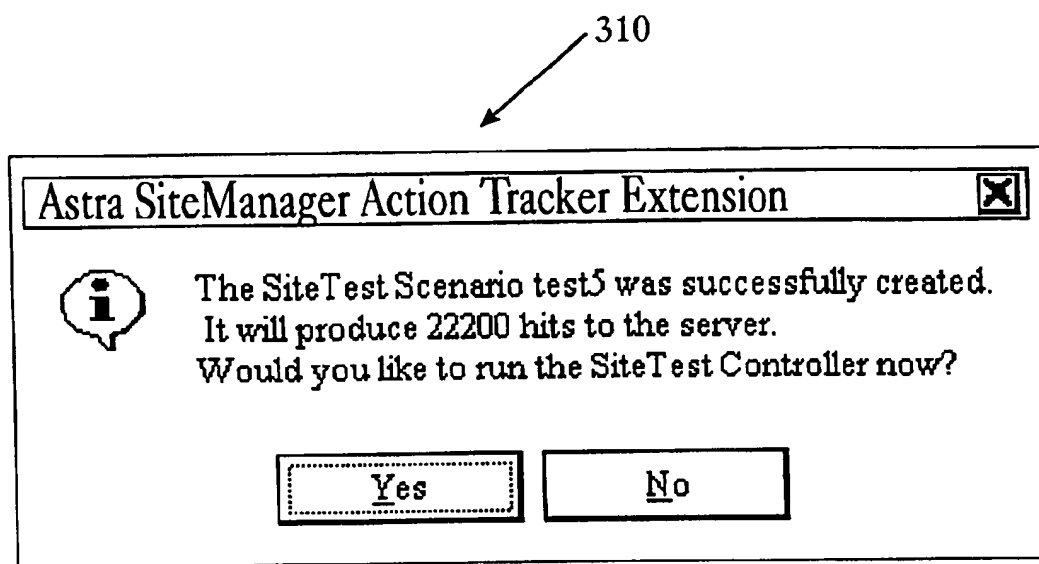 310
Astra SiteManager Action Tracker Extension
The SiteTest Scenario test5 was successfully created.
It will produce 22200 hits to the server.
Would you like to run the SiteTest Controller now?
Yes
No